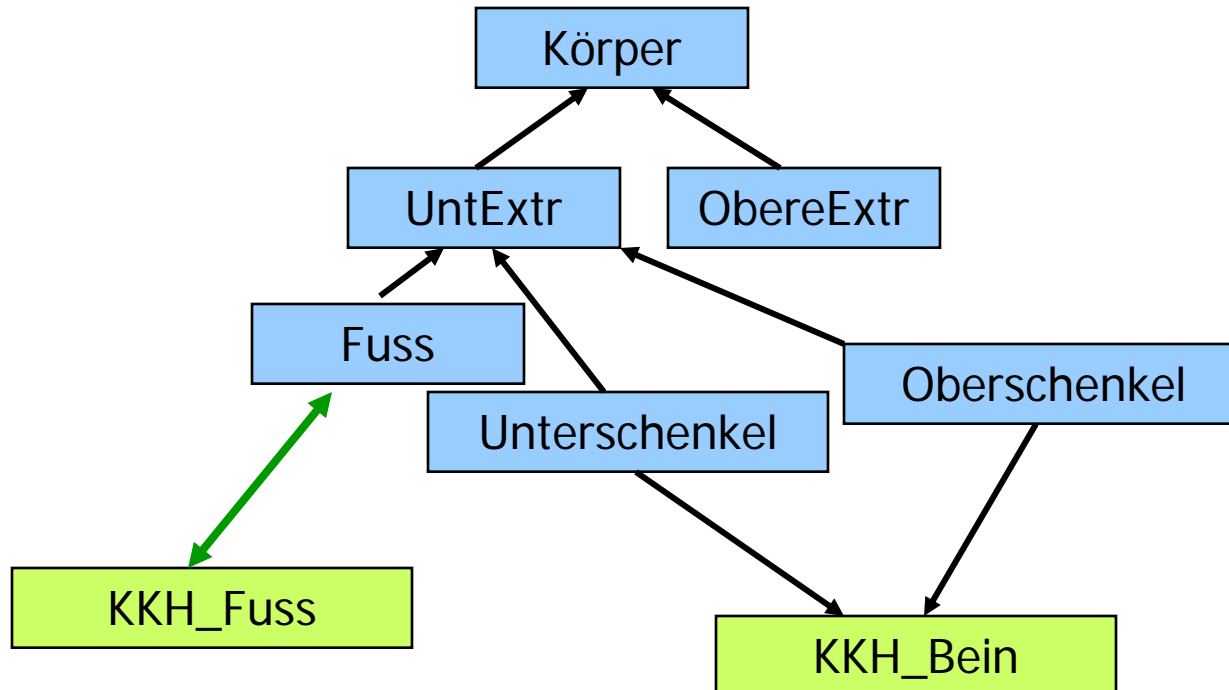 Körper
UntExtr
ObereExtr
Fuss
Oberschenkel
Unterschenkel
KKH_Fuss
KKH_Bein